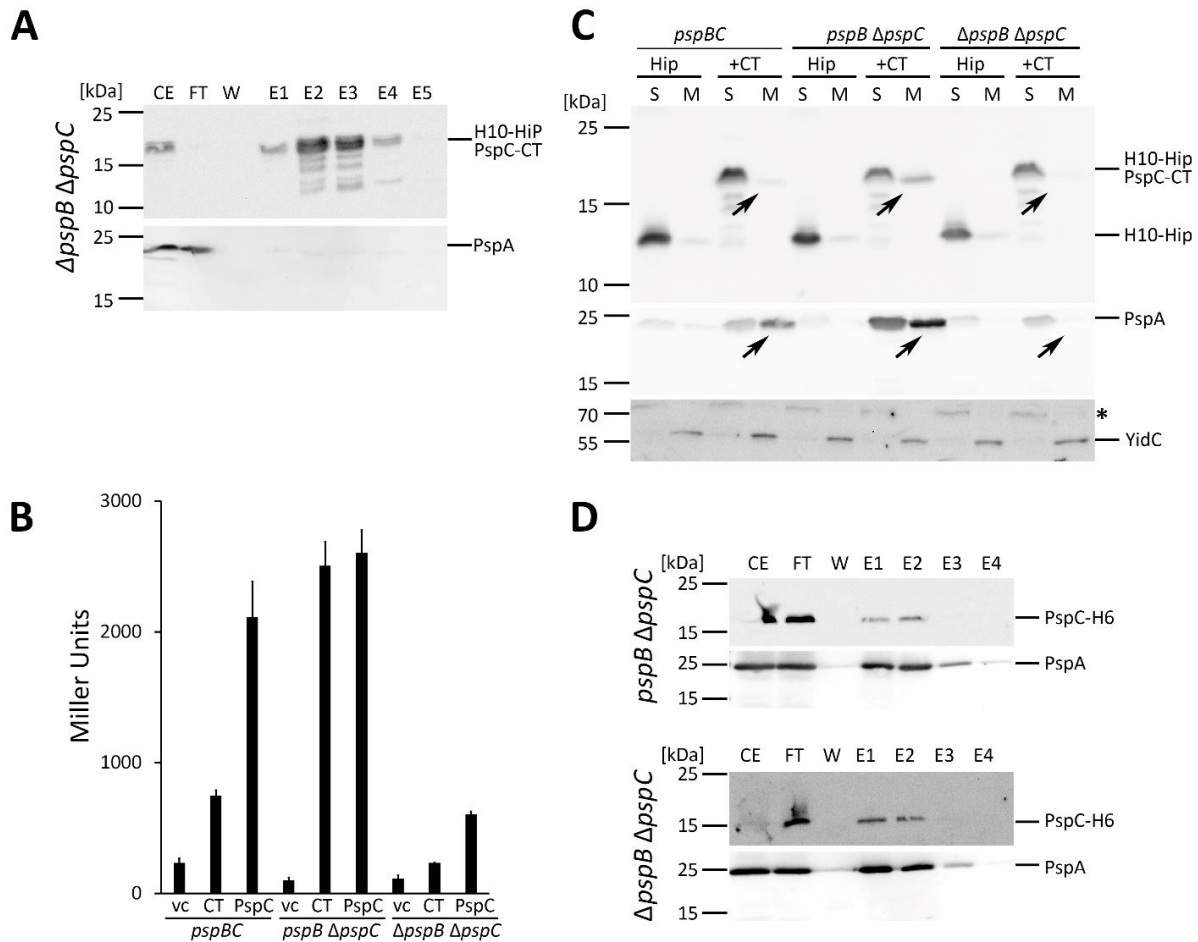 A
[kDa] CE FT W E1 E2 E3 E4 E5
25
15
10
H10-HiP
PspC-CT
25
15
PspA
ΔpspB ΔpspC
B
3000
2000
1000
0
Miller Units
vc CT PspC vc CT PspC vc CT PspC
pspBC pspB ΔpspC ΔpspB ΔpspC
C
pspBC pspB ΔpspC ΔpspB ΔpspC
Hip +CT Hip +CT Hip +CT
S M S M S M S M S M S M
[kDa]
25
15
10
H10-Hip
PspC-CT
H10-Hip
25
15
PspA
70
55
*
YidC
D
[kDa] CE FT W E1 E2 E3 E4
25
15
PspC-H6
25
15
PspA
pspB ΔpspC
[kDa] CE FT W E1 E2 E3 E4
25
15
PspC-H6
25
15
PspA
ΔpspB ΔpspC